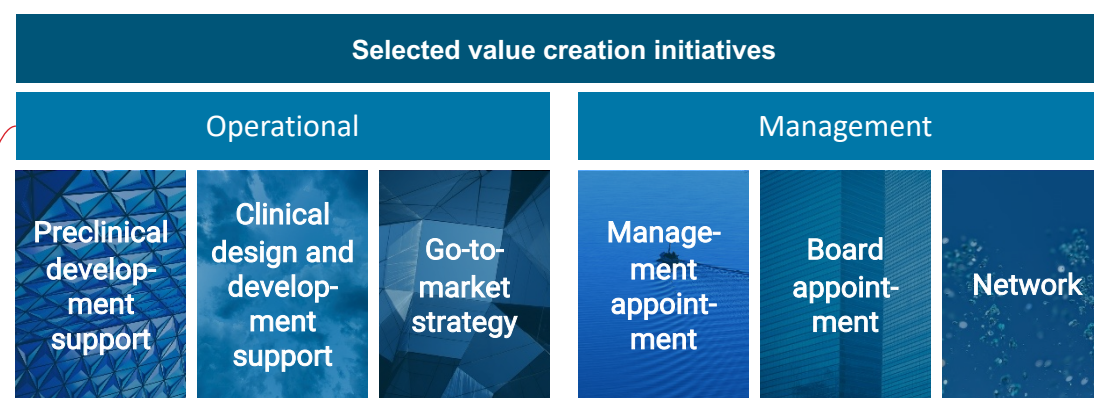 Selected value creation initiatives
Operational
Management
Preclinical
develop-
ment
support
Clinical
design and
develop-
ment
support
Go-to-
market
strategy
Manage-
ment
appoint-
ment
Board
appoint-
ment
Network